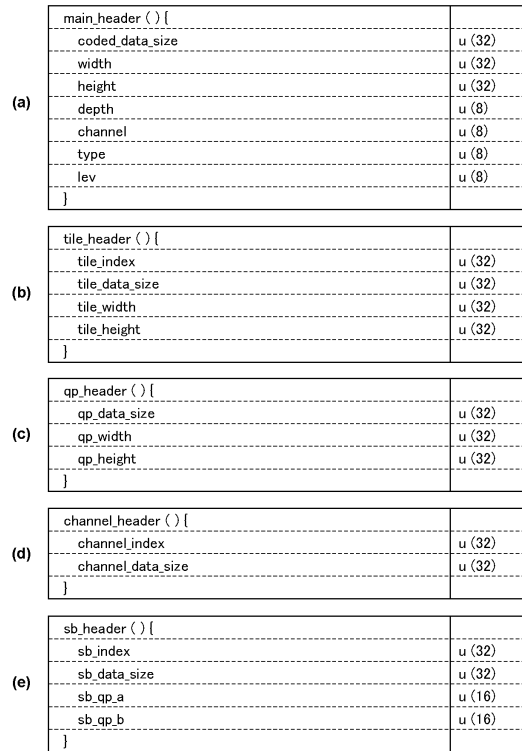 (a)
main_header ( ) {
coded_data_size u (32)
width u (32)
height u (32)
depth u (8)
channel u (8)
type u (8)
lev u (8)
}
(b)
tile_header ( ) {
tile_index u (32)
tile_data_size u (32)
tile_width u (32)
tile_height u (32)
}
(c)
qp_header ( ) {
qp_data_size u (32)
qp_width u (32)
qp_height u (32)
}
(d)
channel_header ( ) {
channel_index u (32)
channel_data_size u (32)
}
(e)
sb_header ( ) {
sb_index u (32)
sb_data_size u (32)
sb_qp_a u (16)
sb_qp_b u (16)
}